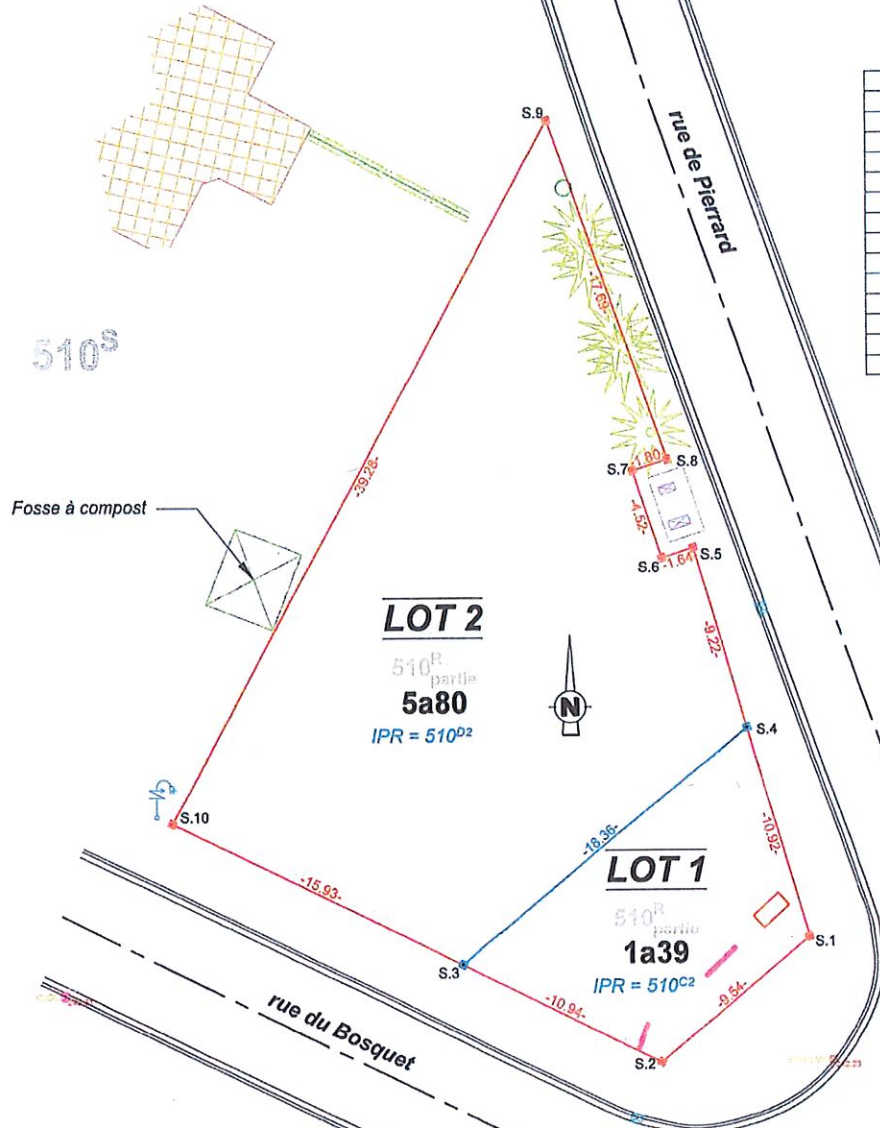 S.9
rue de Pierrard
-17.69-
510S
-39.28-
S.7
-1.80-
S.8
Fosse à compost
-4.52-
S.6
-1.64-
S.5
LOT 2
-9.22-
510R
partie
5a80
IPR = 510D2
N
S.4
S.10
-18.36-
-10.92-
LOT 1
-15.93-
510R
partie
1a39
S.1
S.3
IPR = 510C2
-9.54-
-10.94-
rue du Bosquet
S.2